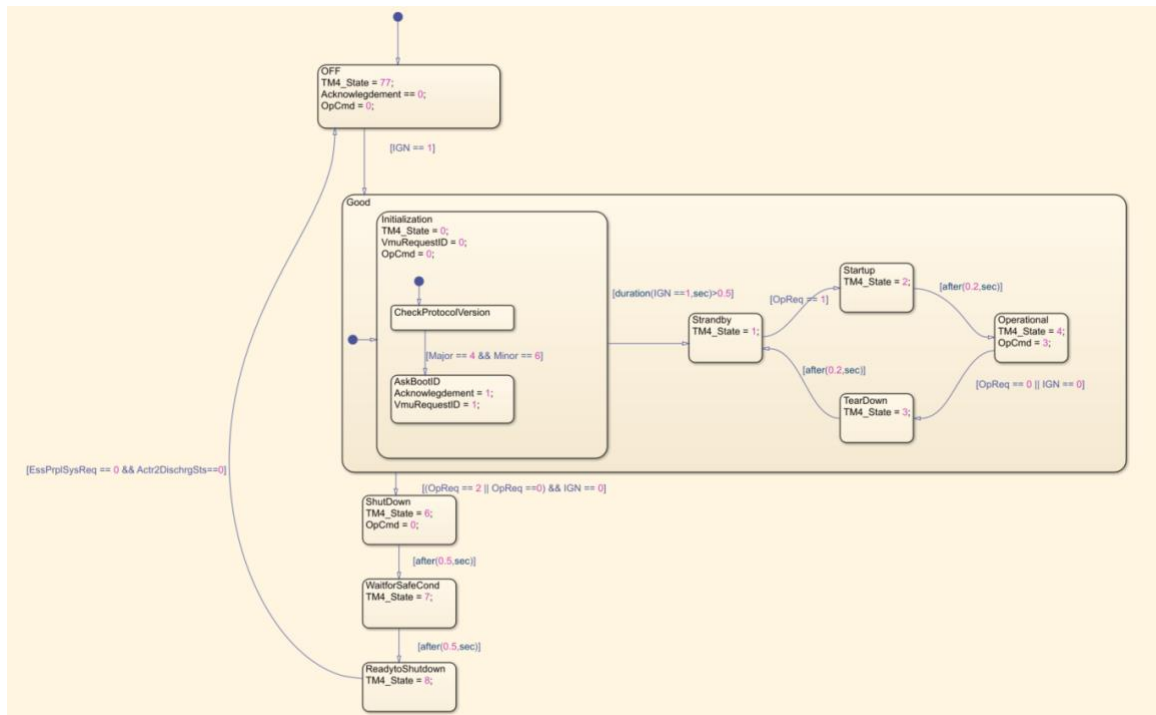 OFF
TM4_State = 77;
Acknowlegdement == 0;
OpCmd = 0;
[IGN == 1]
Good
Initialization
TM4_State = 0;
VmuRequestID = 0;
OpCmd = 0;
CheckProtocolVersion
[Major == 4 && Minor == 6]
AskBootID
Acknowlegdement = 1;
VmuRequestID = 1;
[duration(IGN ==1,sec)>0.5]
Strandby
TM4_State = 1;
[OpReq == 1]
Startup
TM4_State = 2;
[after(0.2,sec)]
Operational
TM4_State = 4;
OpCmd = 3;
[OpReq == 0 || IGN == 0]
TearDown
TM4_State = 3;
[after(0.2,sec)]
[(OpReq == 2 || OpReq ==0) && IGN == 0]
ShutDown
TM4_State = 6;
OpCmd = 0;
[after(0.5,sec)]
WaitforSafeCond
TM4_State = 7;
[after(0.5,sec)]
ReadytoShutdown
TM4_State = 8;
[EssPrplSysReq == 0 && Actr2DischrgSts==0]